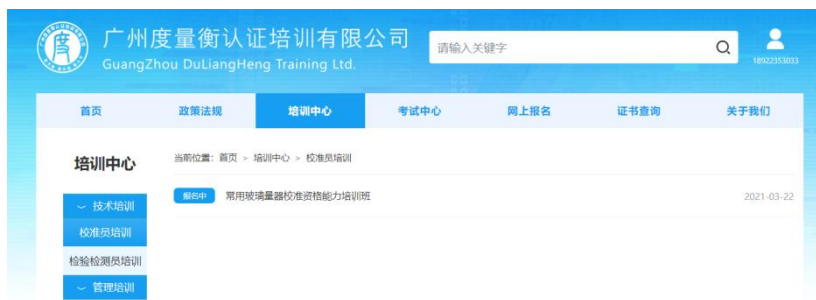 广州度量衡认证培训有限公司
GuangZhou DuLiangHeng Training Ltd.
请输入关键字
18922353033
首页 政策法规 培训中心 考试中心 网上报名 证书查询 关于我们
培训中心
当前位置：首页 > 培训中心 > 校准员培训
报名中 常用玻璃量器校准资格能力培训班 2021-03-22
技术培训
校准员培训
检验检测员培训
管理培训